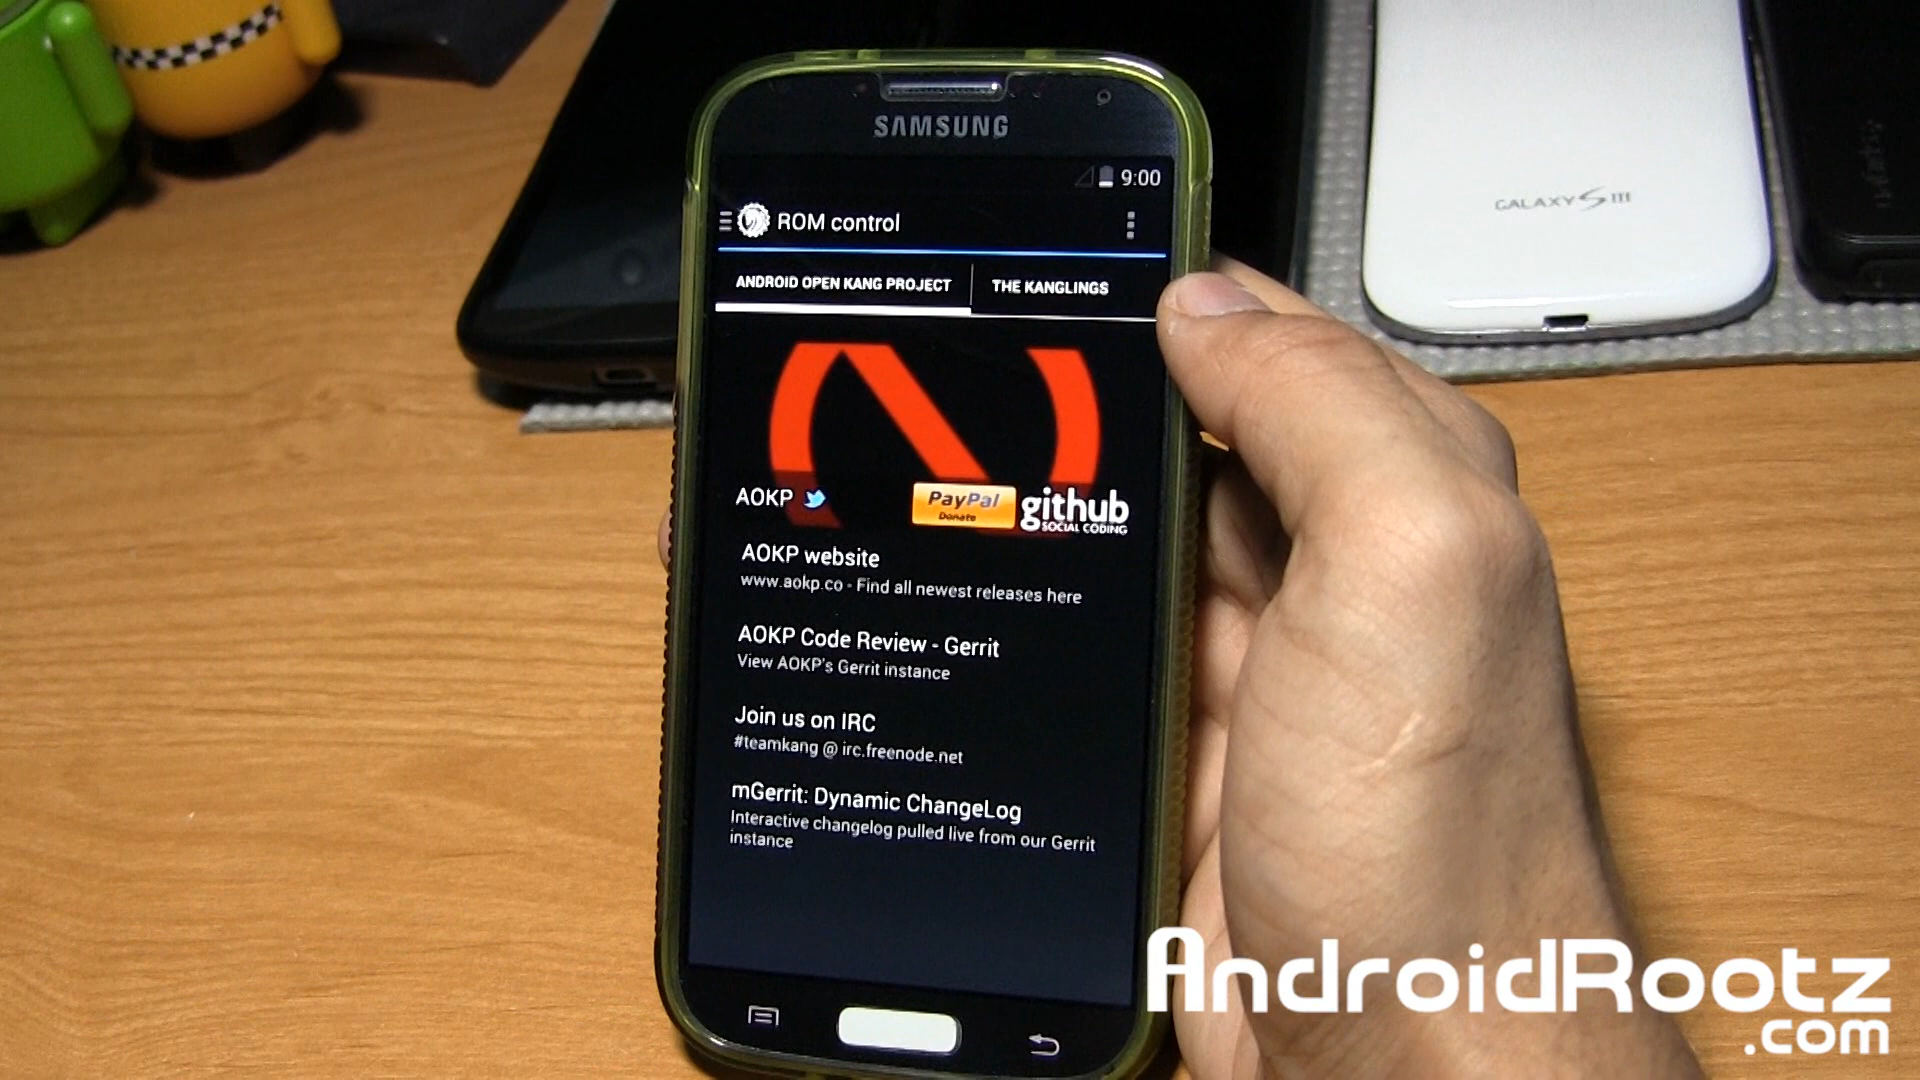 SAMSUNG
9:00
ROM control
ANDROID OPEN KANG PROJECT
THE KANGLINGS
AOKP
PayPal
Donate
github
SOCIAL CODING
AOKP website
www.aokp.co - Find all newest releases here
AOKP Code Review - Gerrit
View AOKP's Gerrit instance
Join us on IRC
#teamkang @ irc.freenode.net
mGerrit: Dynamic ChangeLog
Interactive changelog pulled live from our Gerrit
instance
GALAXY S III
AndroidRootz
.com